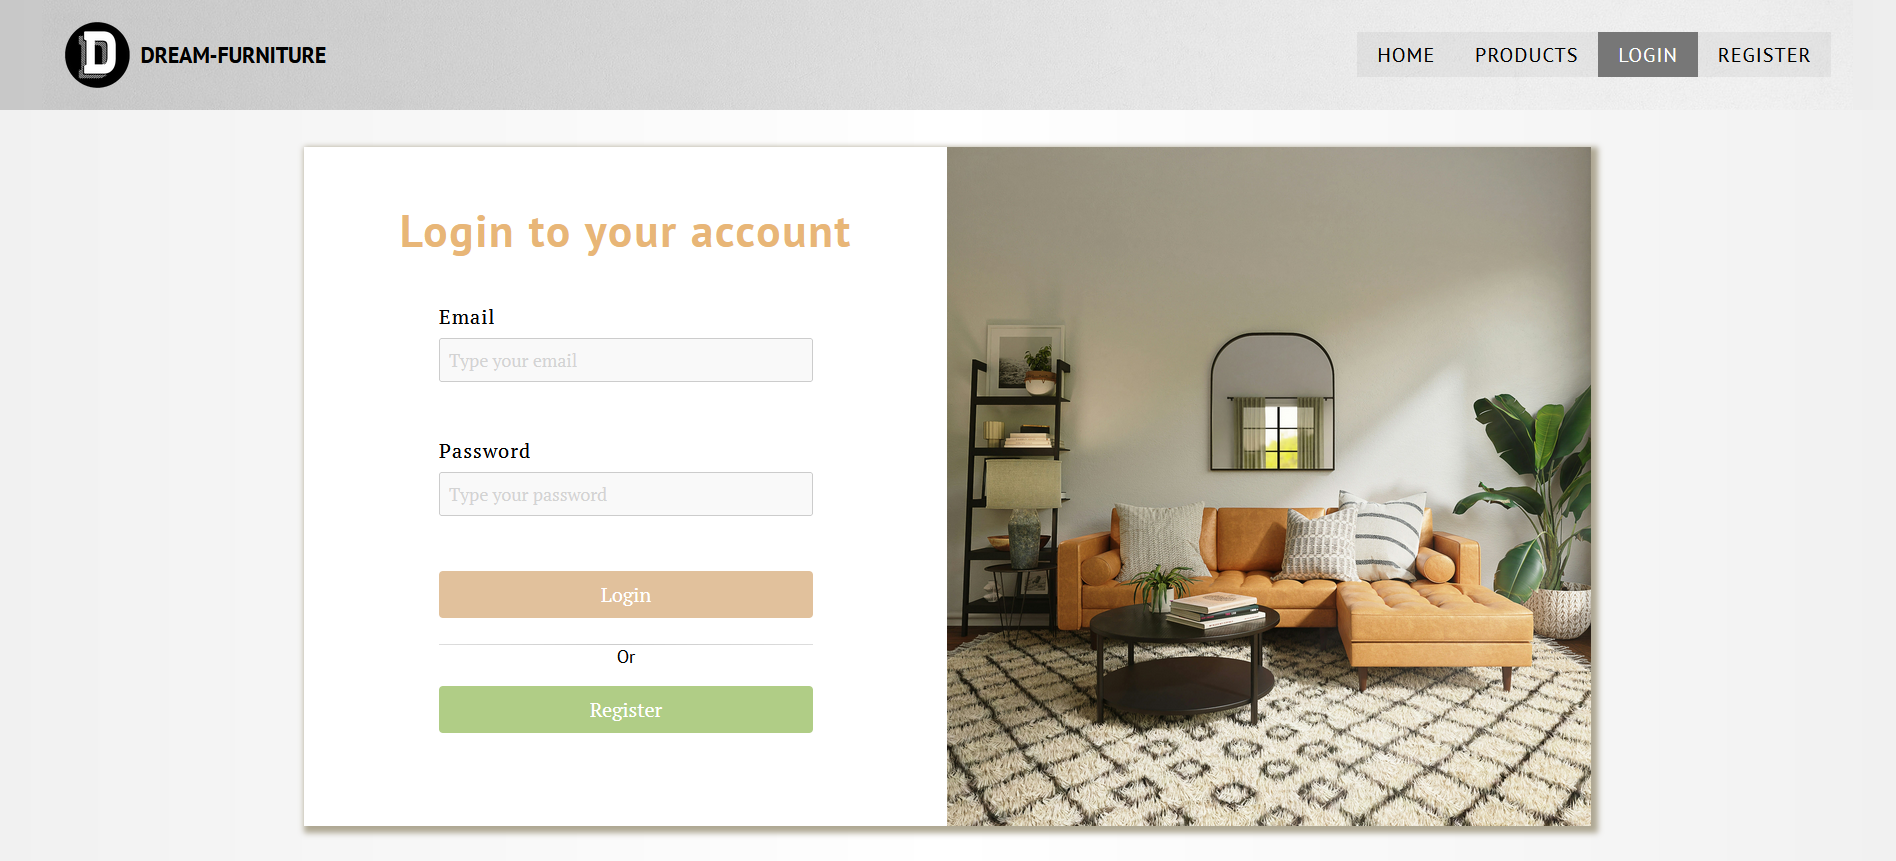 D DREAM-FURNITURE
HOME PRODUCTS LOGIN REGISTER
Login to your account
Email
Type your email
Password
Type your password
Login
Or
Register